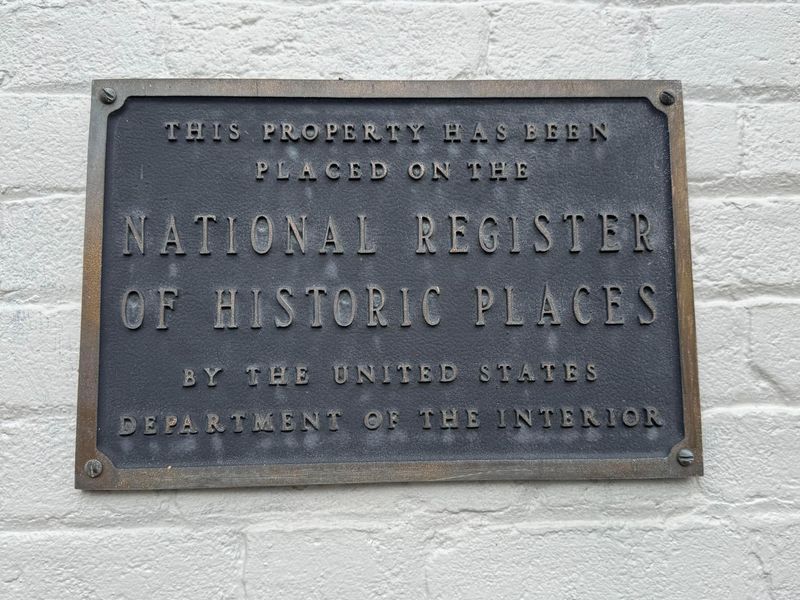 THIS PROPERTY HAS BEEN
PLACED ON THE
NATIONAL REGISTER
OF HISTORIC PLACES
BY THE UNITED STATES
DEPARTMENT OF THE INTERIOR